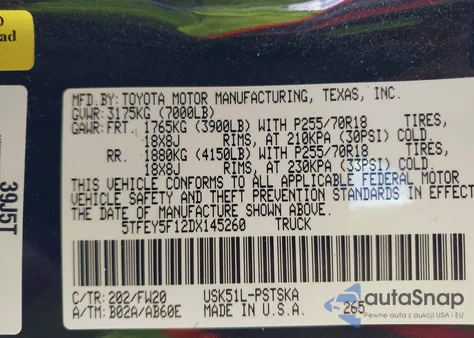 ad
MFD.BY: TOYOTA MOTOR MANUFACTURING, TEXAS, INC.
GVWR: 3175KG (7000LB)
GAWR: FRT 1765KG (3900LB) WITH P255/70R18 TIRES,
18X8J RIMS, AT 210KPA (30PSI) COLD.
RR. 1880KG (4150LB) WITH P255/70R18 TIRES,
18X8J RIMS, AT 230KPA (33PSI) COLD.
THIS VEHICLE CONFORMS TO ALL APPLICABLE FEDERAL MOTOR
VEHICLE SAFETY AND THEFT PREVENTION STANDARDS IN EFFECT
THE DATE OF MANUFACTURE SHOWN ABOVE.
5TFEY5F12DX145260 TRUCK
C/TR: 202/FW20 USK51L-PSTSKA
A/TM: B02A/AB60E MADE IN U.S.A. -265
39J5T
autaSnap
Pewne auta z aukcji USA i EU